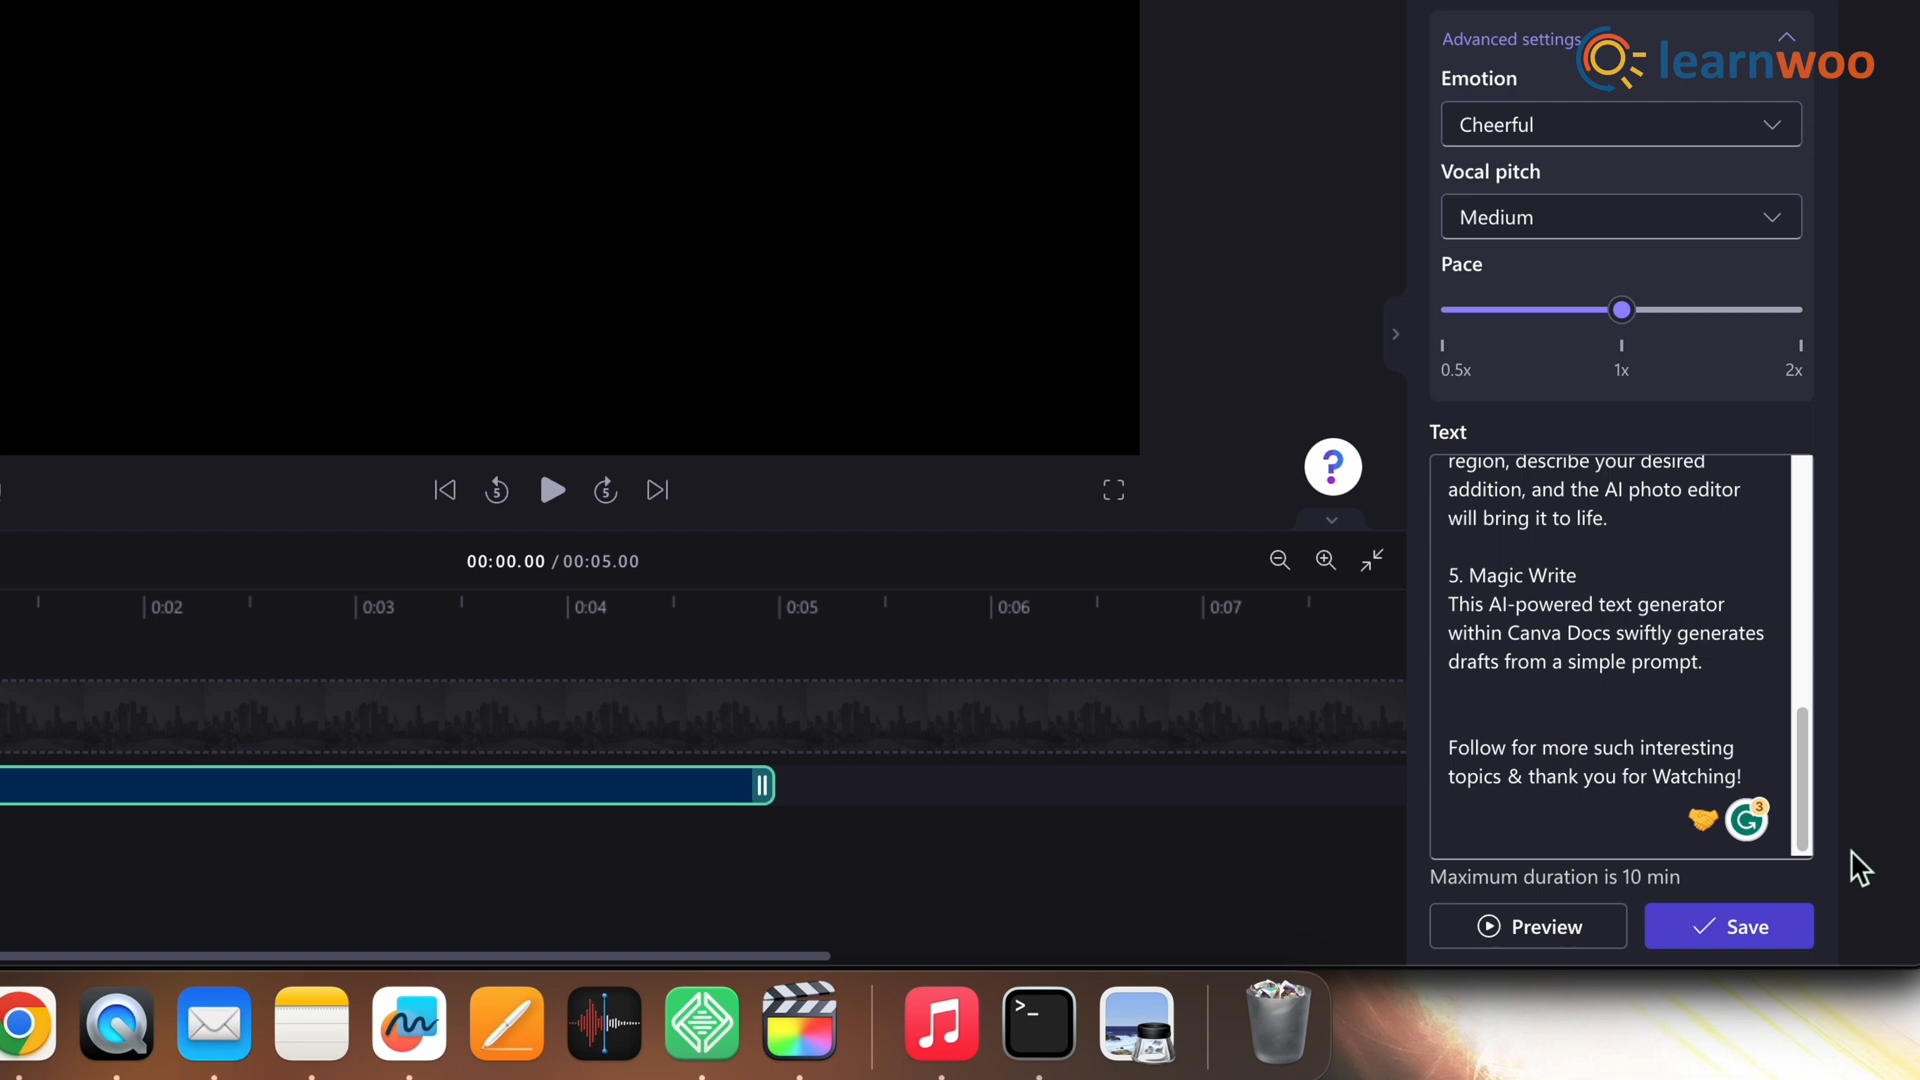 Advanced settings
learnwoo
Emotion
Cheerful
Vocal pitch
Medium
Pace
0.5x 1x 2x
Text
region, describe your desired
addition, and the AI photo editor
will bring it to life.
5. Magic Write
This AI-powered text generator
within Canva Docs swiftly generates
drafts from a simple prompt.
Follow for more such interesting
topics & thank you for Watching!
3
Maximum duration is 10 min
Preview Save
5 5
?
00:00.00 / 00:05.00
0:02 0:03 0:04 0:05 0:06 0:07
>_